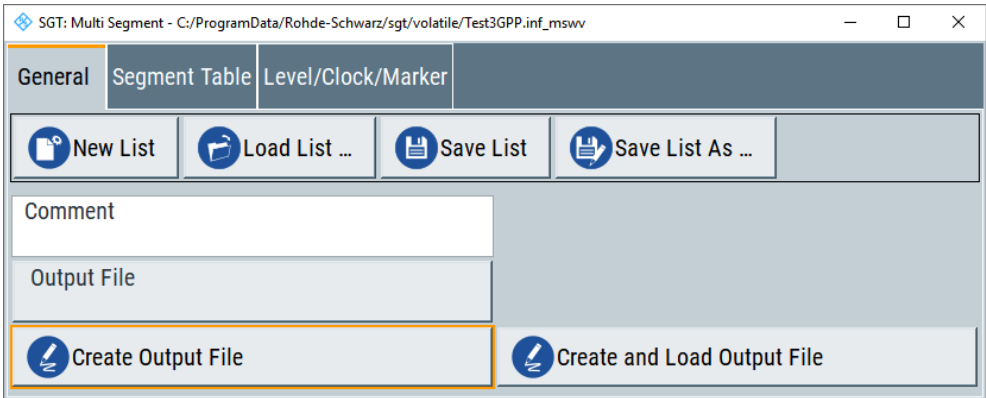 SGT: Multi Segment - C:/ProgramData/Rohde-Schwarz/sgt/volatile/Test3GPP.inf_mswv
General Segment Table Level/Clock/Marker
New List Load List ... Save List Save List As ...
Comment
Output File
Create Output File Create and Load Output File